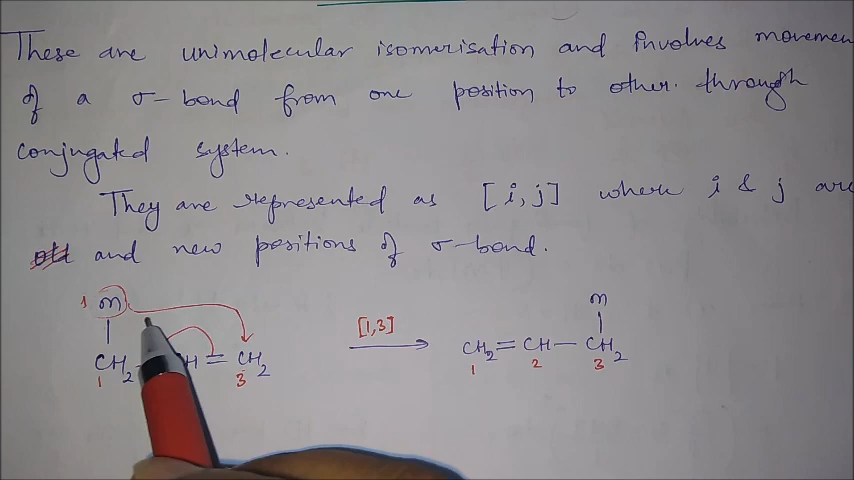 These are unimolecular isomerisation and involves movemen
of a σ-bond from one position to other. through
conjugated system.
They are represented as [i,j] where i & j are
old and new positions of σ-bond.
1 m m
[1,3]
CH2 - H = CH2 CH2 = CH — CH2
1 3 1 2 3